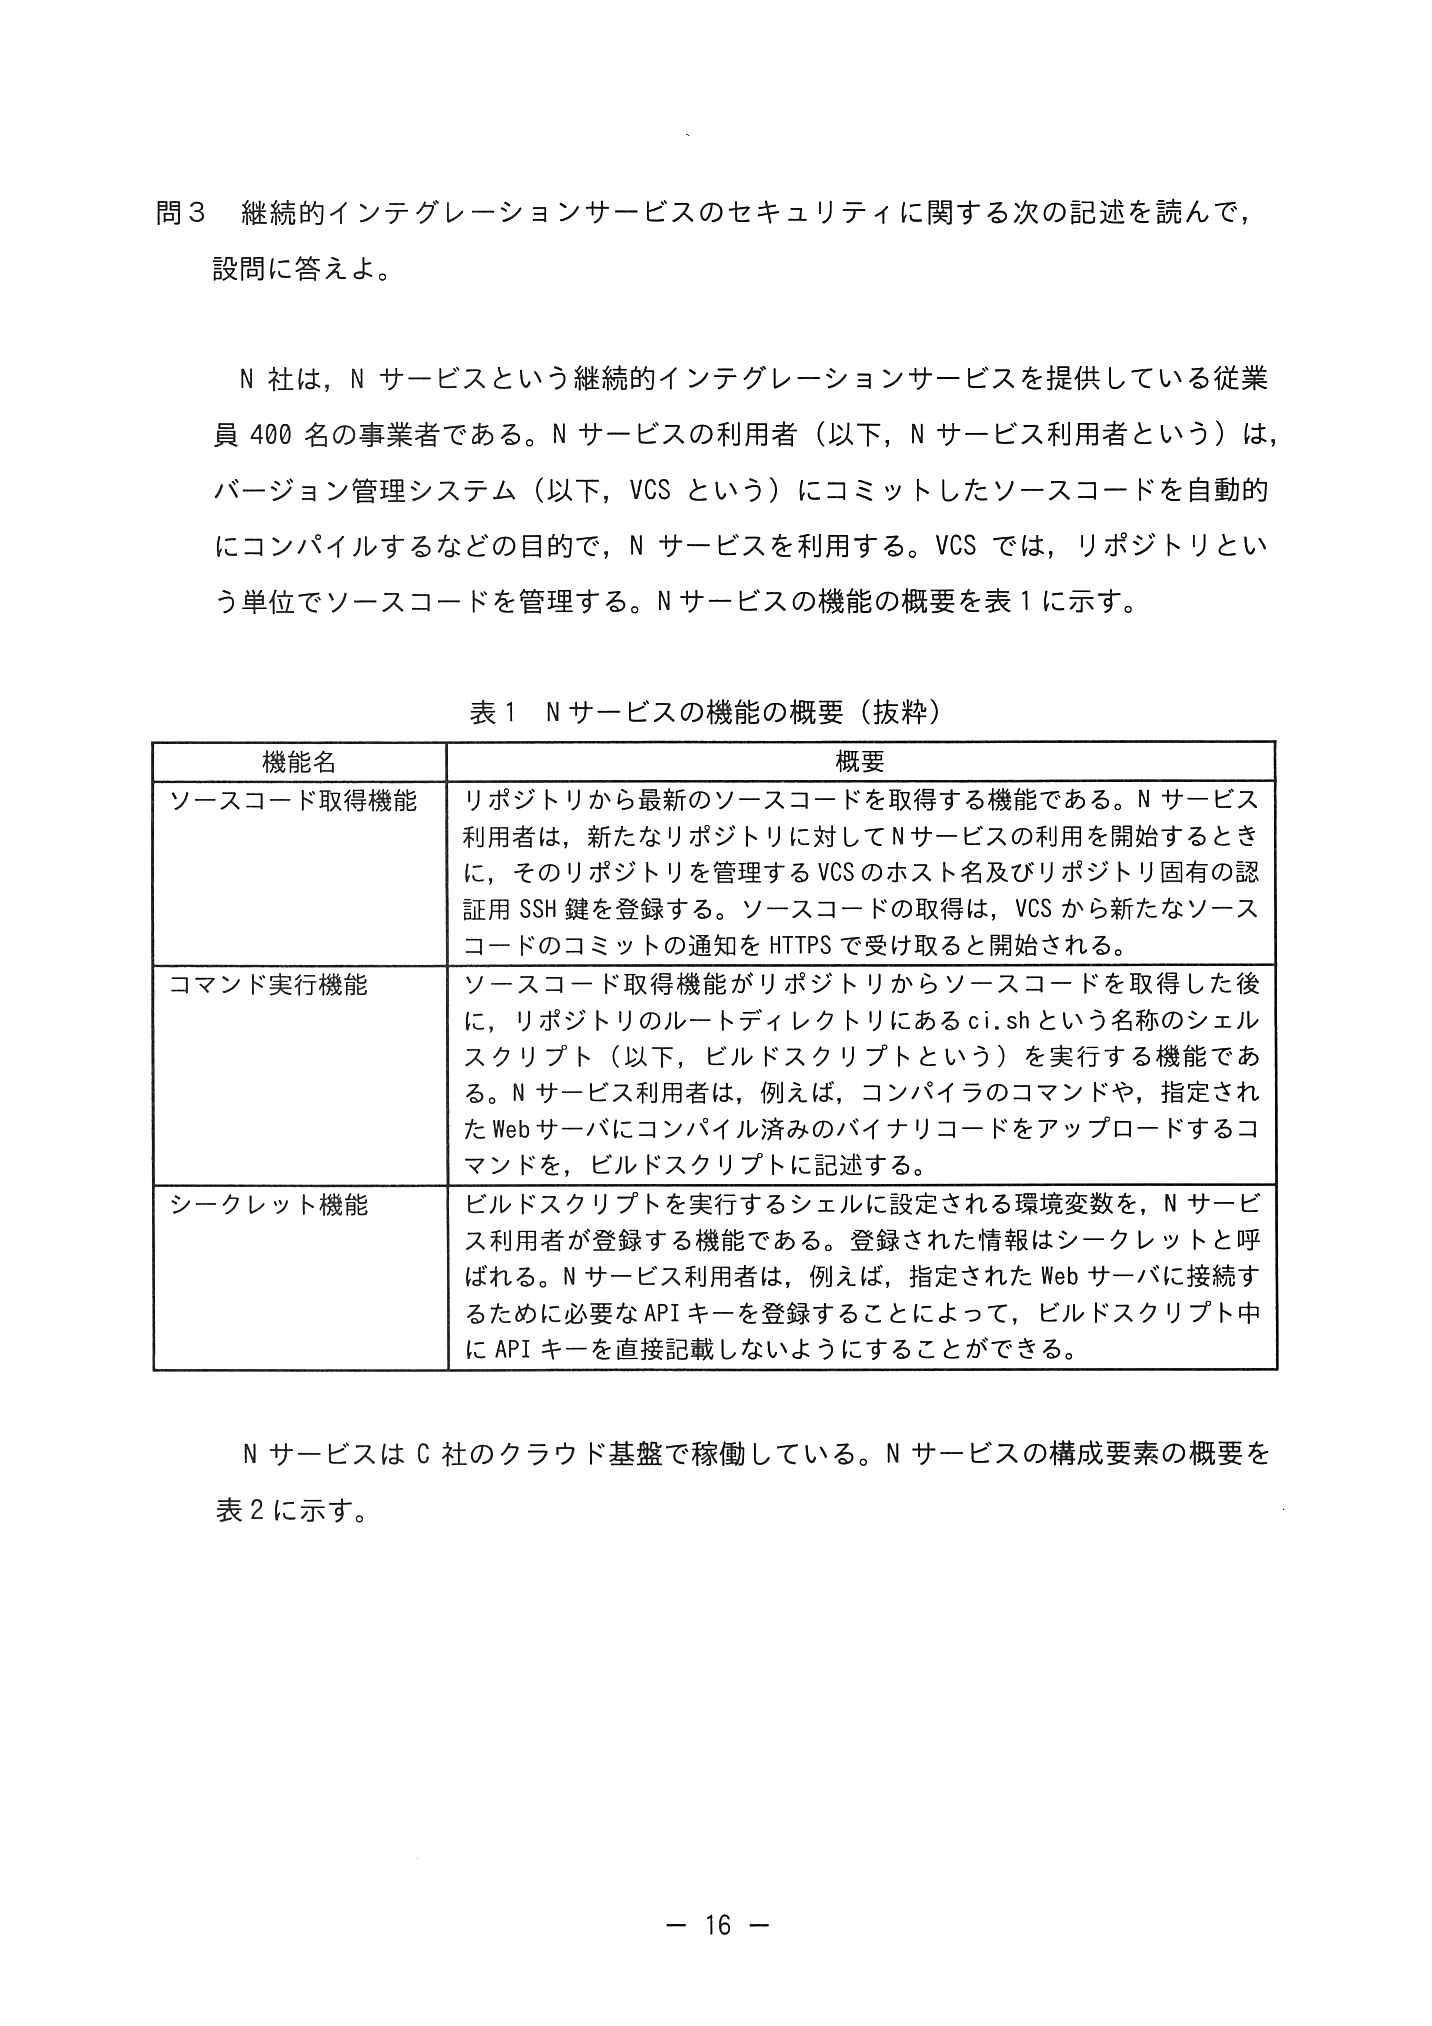 問3　継続的インテグレーションサービスのセキュリティに関する次の記述を読んで，
設問に答えよ。
N 社は，N サービスという継続的インテグレーションサービスを提供している従業
員 400 名の事業者である。N サービスの利用者（以下，N サービス利用者という）は，
バージョン管理システム（以下，VCS という）にコミットしたソースコードを自動的
にコンパイルするなどの目的で，N サービスを利用する。VCS では，リポジトリとい
う単位でソースコードを管理する。N サービスの機能の概要を表 1 に示す。
表 1　N サービスの機能の概要（抜粋）
機能名　概要
ソースコード取得機能　リポジトリから最新のソースコードを取得する機能である。N サービス
利用者は，新たなリポジトリに対して N サービスの利用を開始するとき
に，そのリポジトリを管理する VCS のホスト名及びリポジトリ固有の認
証用 SSH 鍵を登録する。ソースコードの取得は，VCS から新たなソース
コードのコミットの通知を HTTPS で受け取ると開始される。
コマンド実行機能　ソースコード取得機能がリポジトリからソースコードを取得した後
に，リポジトリのルートディレクトリにある ci.sh という名称のシェル
スクリプト（以下，ビルドスクリプトという）を実行する機能であ
る。N サービス利用者は，例えば，コンパイラのコマンドや，指定され
た Web サーバにコンパイル済みのバイナリコードをアップロードするコ
マンドを，ビルドスクリプトに記述する。
シークレット機能　ビルドスクリプトを実行するシェルに設定される環境変数を，N サービ
ス利用者が登録する機能である。登録された情報はシークレットと呼
ばれる。N サービス利用者は，例えば，指定された Web サーバに接続す
るために必要な API キーを登録することによって，ビルドスクリプト中
に API キーを直接記載しないようにすることができる。
N サービスは C 社のクラウド基盤で稼働している。N サービスの構成要素の概要を
表 2 に示す。
－ 16 －